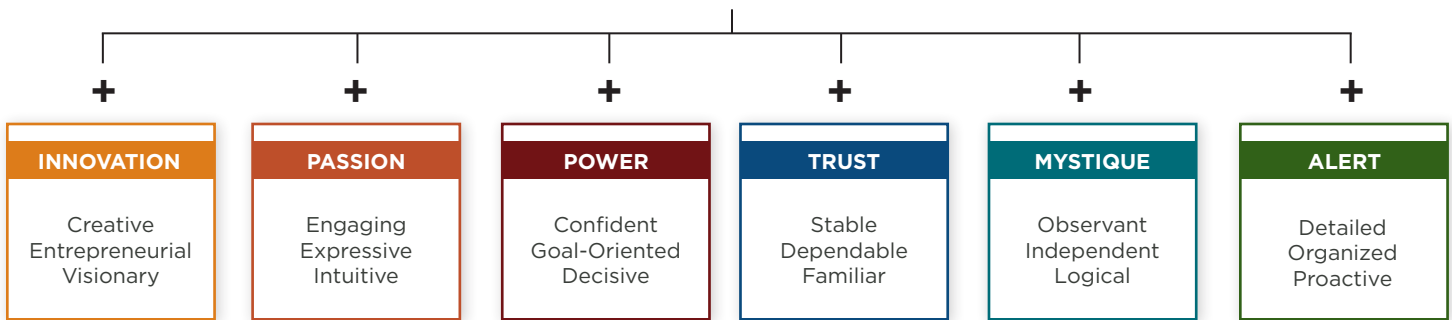 + + + + + +
INNOVATION
Creative
Entrepreneurial
Visionary
PASSION
Engaging
Expressive
Intuitive
POWER
Confident
Goal-Oriented
Decisive
TRUST
Stable
Dependable
Familiar
MYSTIQUE
Observant
Independent
Logical
ALERT
Detailed
Organized
Proactive